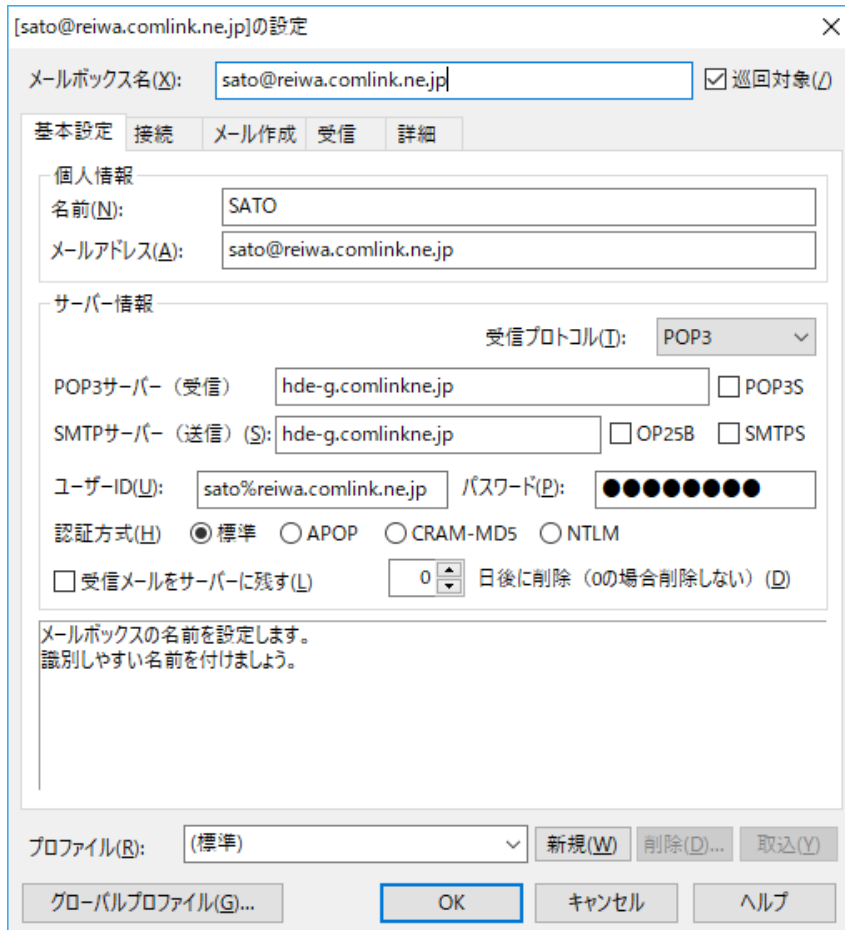 [sato@reiwa.comlink.ne.jp]の設定
メールボックス名(X): sato@reiwa.comlink.ne.jp 巡回対象(/)
基本設定 接続 メール作成 受信 詳細
個人情報
名前(N): SATO
メールアドレス(A): sato@reiwa.comlink.ne.jp
サーバー情報
受信プロトコル(T): POP3
POP3サーバー（受信） hde-g.comlinkne.jp POP3S
SMTPサーバー（送信）(S): hde-g.comlinkne.jp OP25B SMTPS
ユーザーID(U): sato%reiwa.comlink.ne.jp パスワード(P): ●●●●●●●●
認証方式(H) 標準 APOP CRAM-MD5 NTLM
受信メールをサーバーに残す(L) 0 日後に削除（0の場合削除しない）(D)
メールボックスの名前を設定します。
識別しやすい名前を付けましょう。
プロファイル(R): (標準) 新規(W) 削除(D)... 取込(Y)
グローバルプロファイル(G)... OK キャンセル ヘルプ